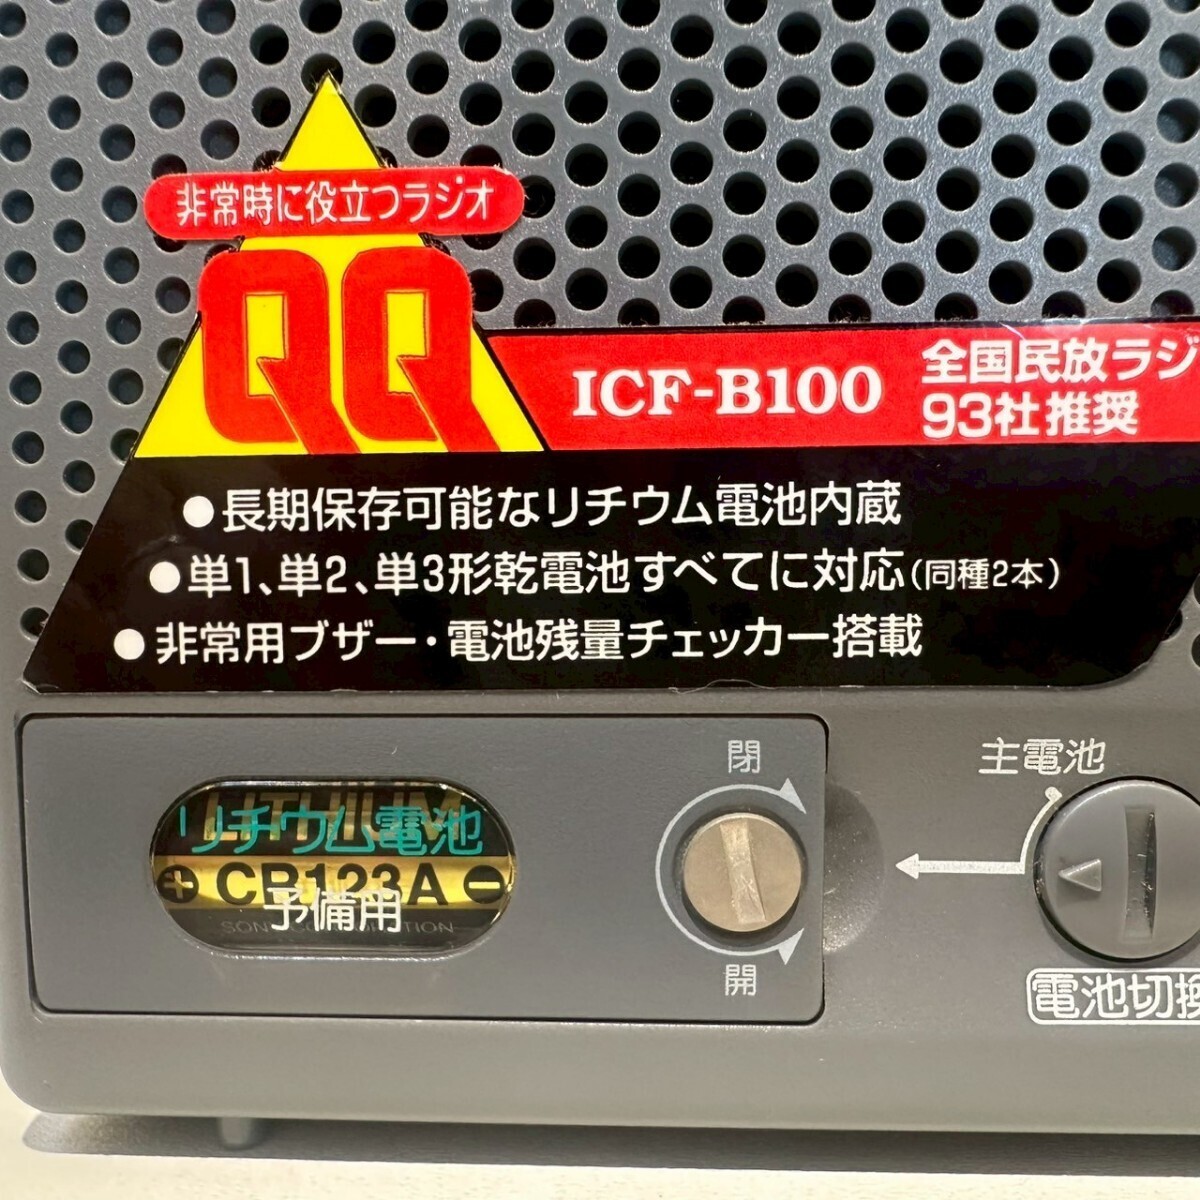 非常時に役立つラジオ
QQ
ICF-B100
全国民放ラジ
93社推奨
●長期保存可能なリチウム電池内蔵
●単1、単2、単3形乾電池すべてに対応(同種2本)
●非常用ブザー・電池残量チェッカー搭載
閉
主電池
LITHIUM
リチウム電池
+ CR123A −
予備用
SONY CORPORATION
開
電池切換